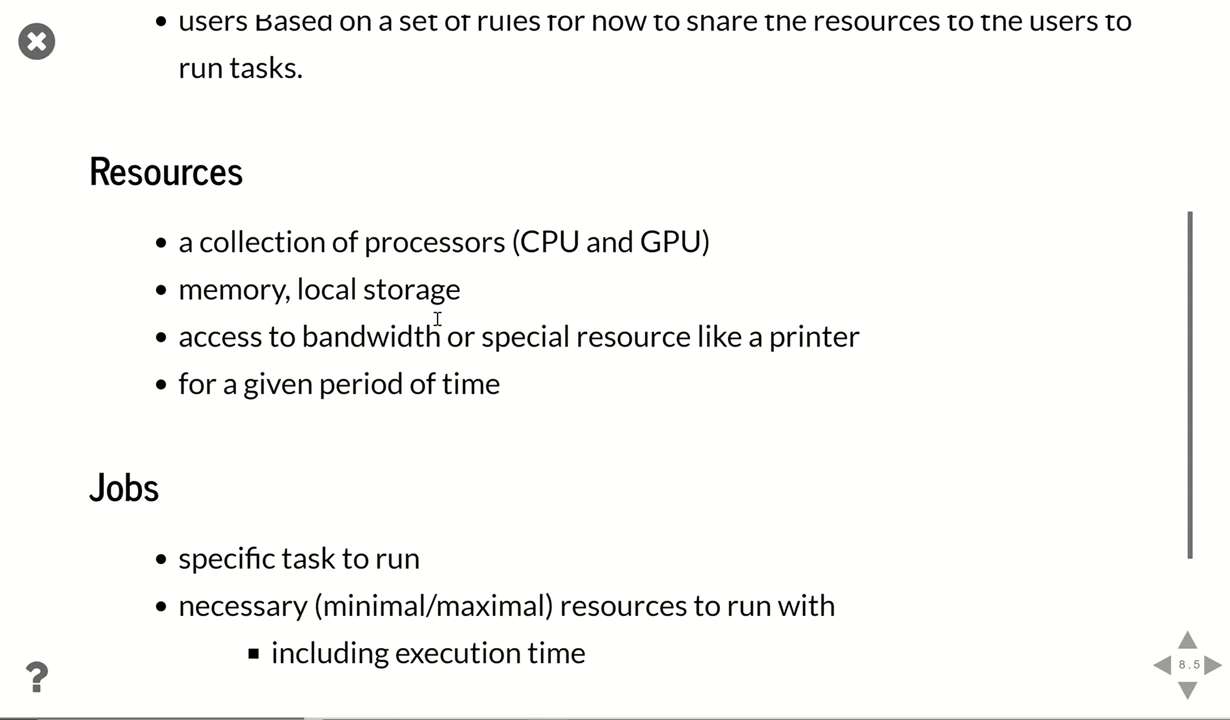 users Based on a set of rules for how to share the resources to the users to
run tasks.
Resources
a collection of processors (CPU and GPU)
memory, local storage
access to bandwidth or special resource like a printer
for a given period of time
Jobs
specific task to run
necessary (minimal/maximal) resources to run with
including execution time
?
8.5